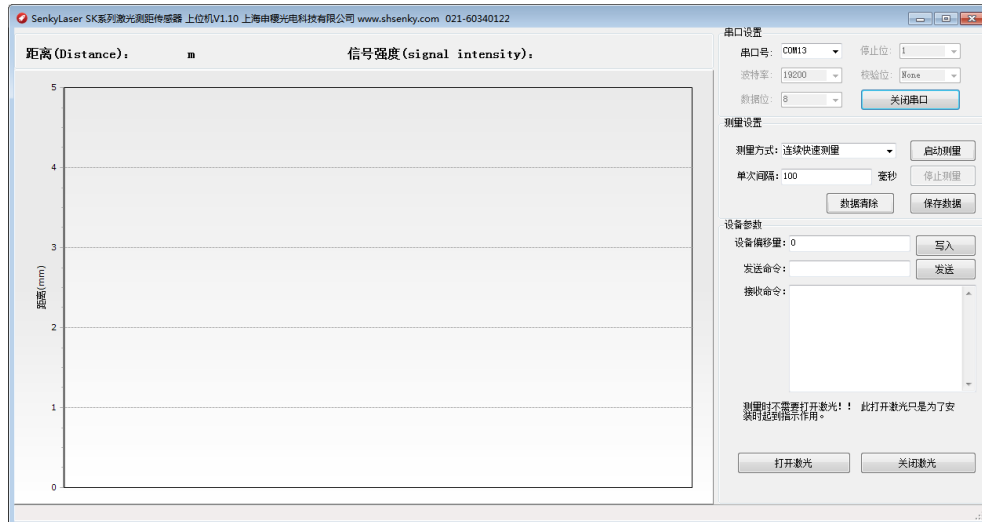 SenkyLaser SK系列激光测距传感器 上位机V1.10 上海申稷光电科技有限公司 www.shsenky.com 021-60340122
距离(Distance): m 信号强度(signal intensity):
5
4
3
2
1
0
距离(mm)
串口设置
串口号: COM13 停止位: 1
波特率: 19200 校验位: None
数据位: 8 关闭串口
测量设置
测量方式: 连续快速测量 启动测量
单次间隔: 100 毫秒 停止测量
数据清除 保存数据
设备参数
设备偏移量: 0 写入
发送命令: 发送
接收命令:
测量时不需要打开激光!! 此打开激光只是为了安
装时起到指示作用。
打开激光 关闭激光